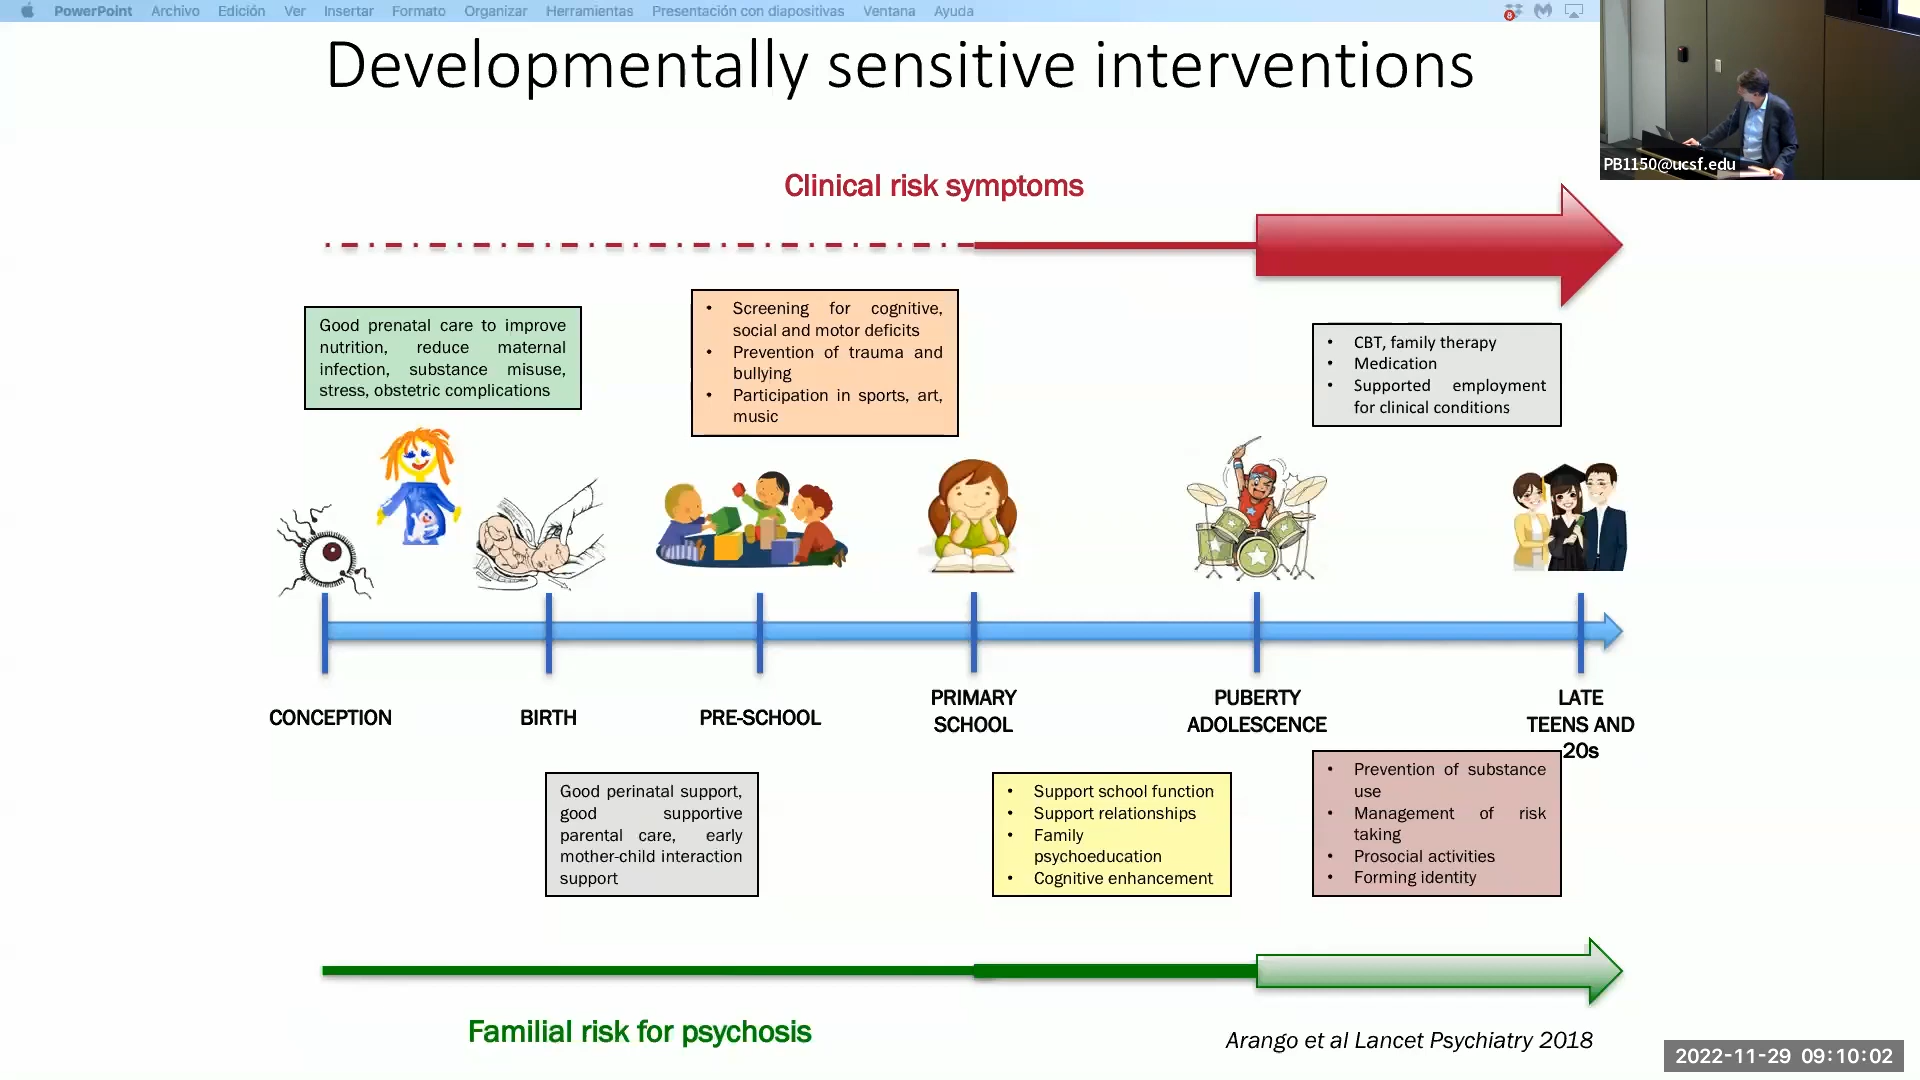 PowerPoint Archivo Edición Ver Insertar Formato Organizar Herramientas Presentación con diapositivas Ventana Ayuda
8
Developmentally sensitive interventions
PB1150@ucsf.edu
Clinical risk symptoms
Good prenatal care to improve
nutrition, reduce maternal
infection, substance misuse,
stress, obstetric complications
• Screening for cognitive,
social and motor deficits
• Prevention of trauma and
bullying
• Participation in sports, art,
music
• CBT, family therapy
• Medication
• Supported employment
for clinical conditions
CONCEPTION
BIRTH
PRE-SCHOOL
PRIMARY
SCHOOL
PUBERTY
ADOLESCENCE
LATE
TEENS AND
20s
Good perinatal support,
good supportive
parental care, early
mother-child interaction
support
• Support school function
• Support relationships
• Family
psychoeducation
• Cognitive enhancement
• Prevention of substance
use
• Management of risk
taking
• Prosocial activities
• Forming identity
Familial risk for psychosis
Arango et al Lancet Psychiatry 2018
2022-11-29 09:10:02